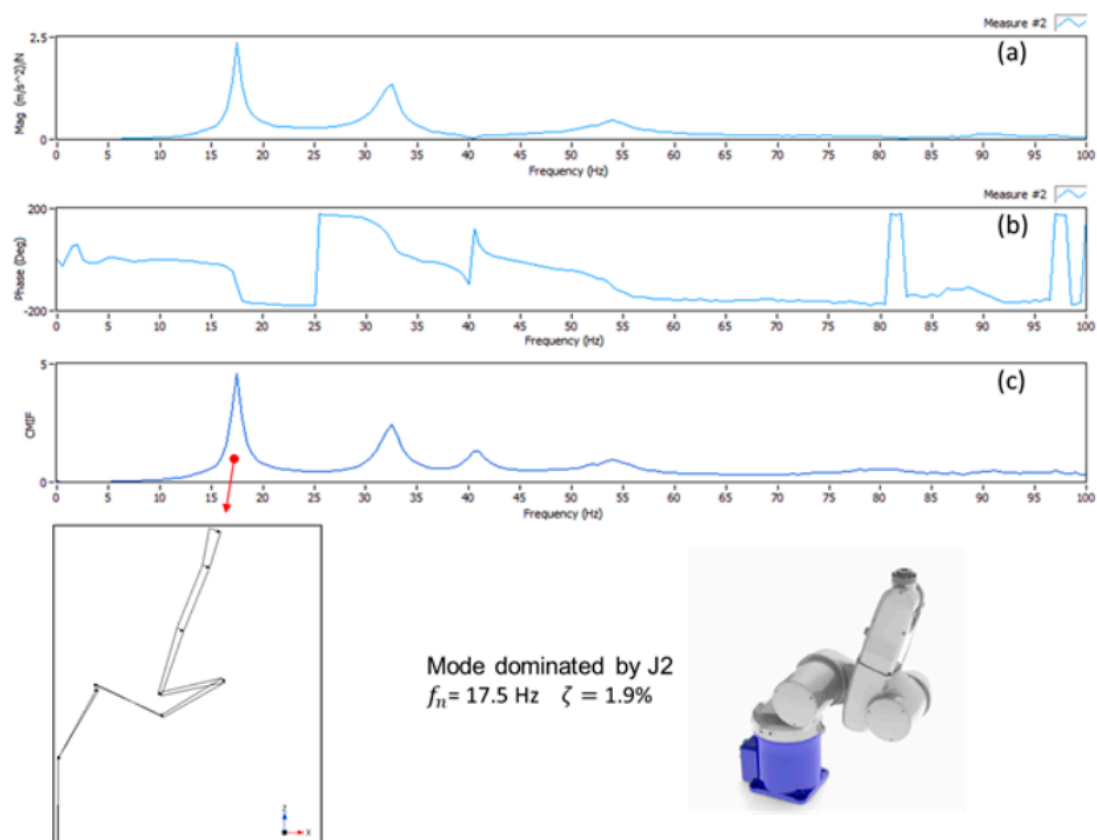 Measure #2
(a)
2.5
Mag (m/s^2)/N
0
0 5 10 15 20 25 30 35 40 45 50 55 60 65 70 75 80 85 90 95 100
Frequency (Hz)
Measure #2
(b)
200
Phase (Deg)
-200
0 5 10 15 20 25 30 35 40 45 50 55 60 65 70 75 80 85 90 95 100
Frequency (Hz)
(c)
5
CMIF
0
0 5 10 15 20 25 30 35 40 45 50 55 60 65 70 75 80 85 90 95 100
Frequency (Hz)
Mode dominated by J2
fₙ= 17.5 Hz ζ = 1.9%
Z
X